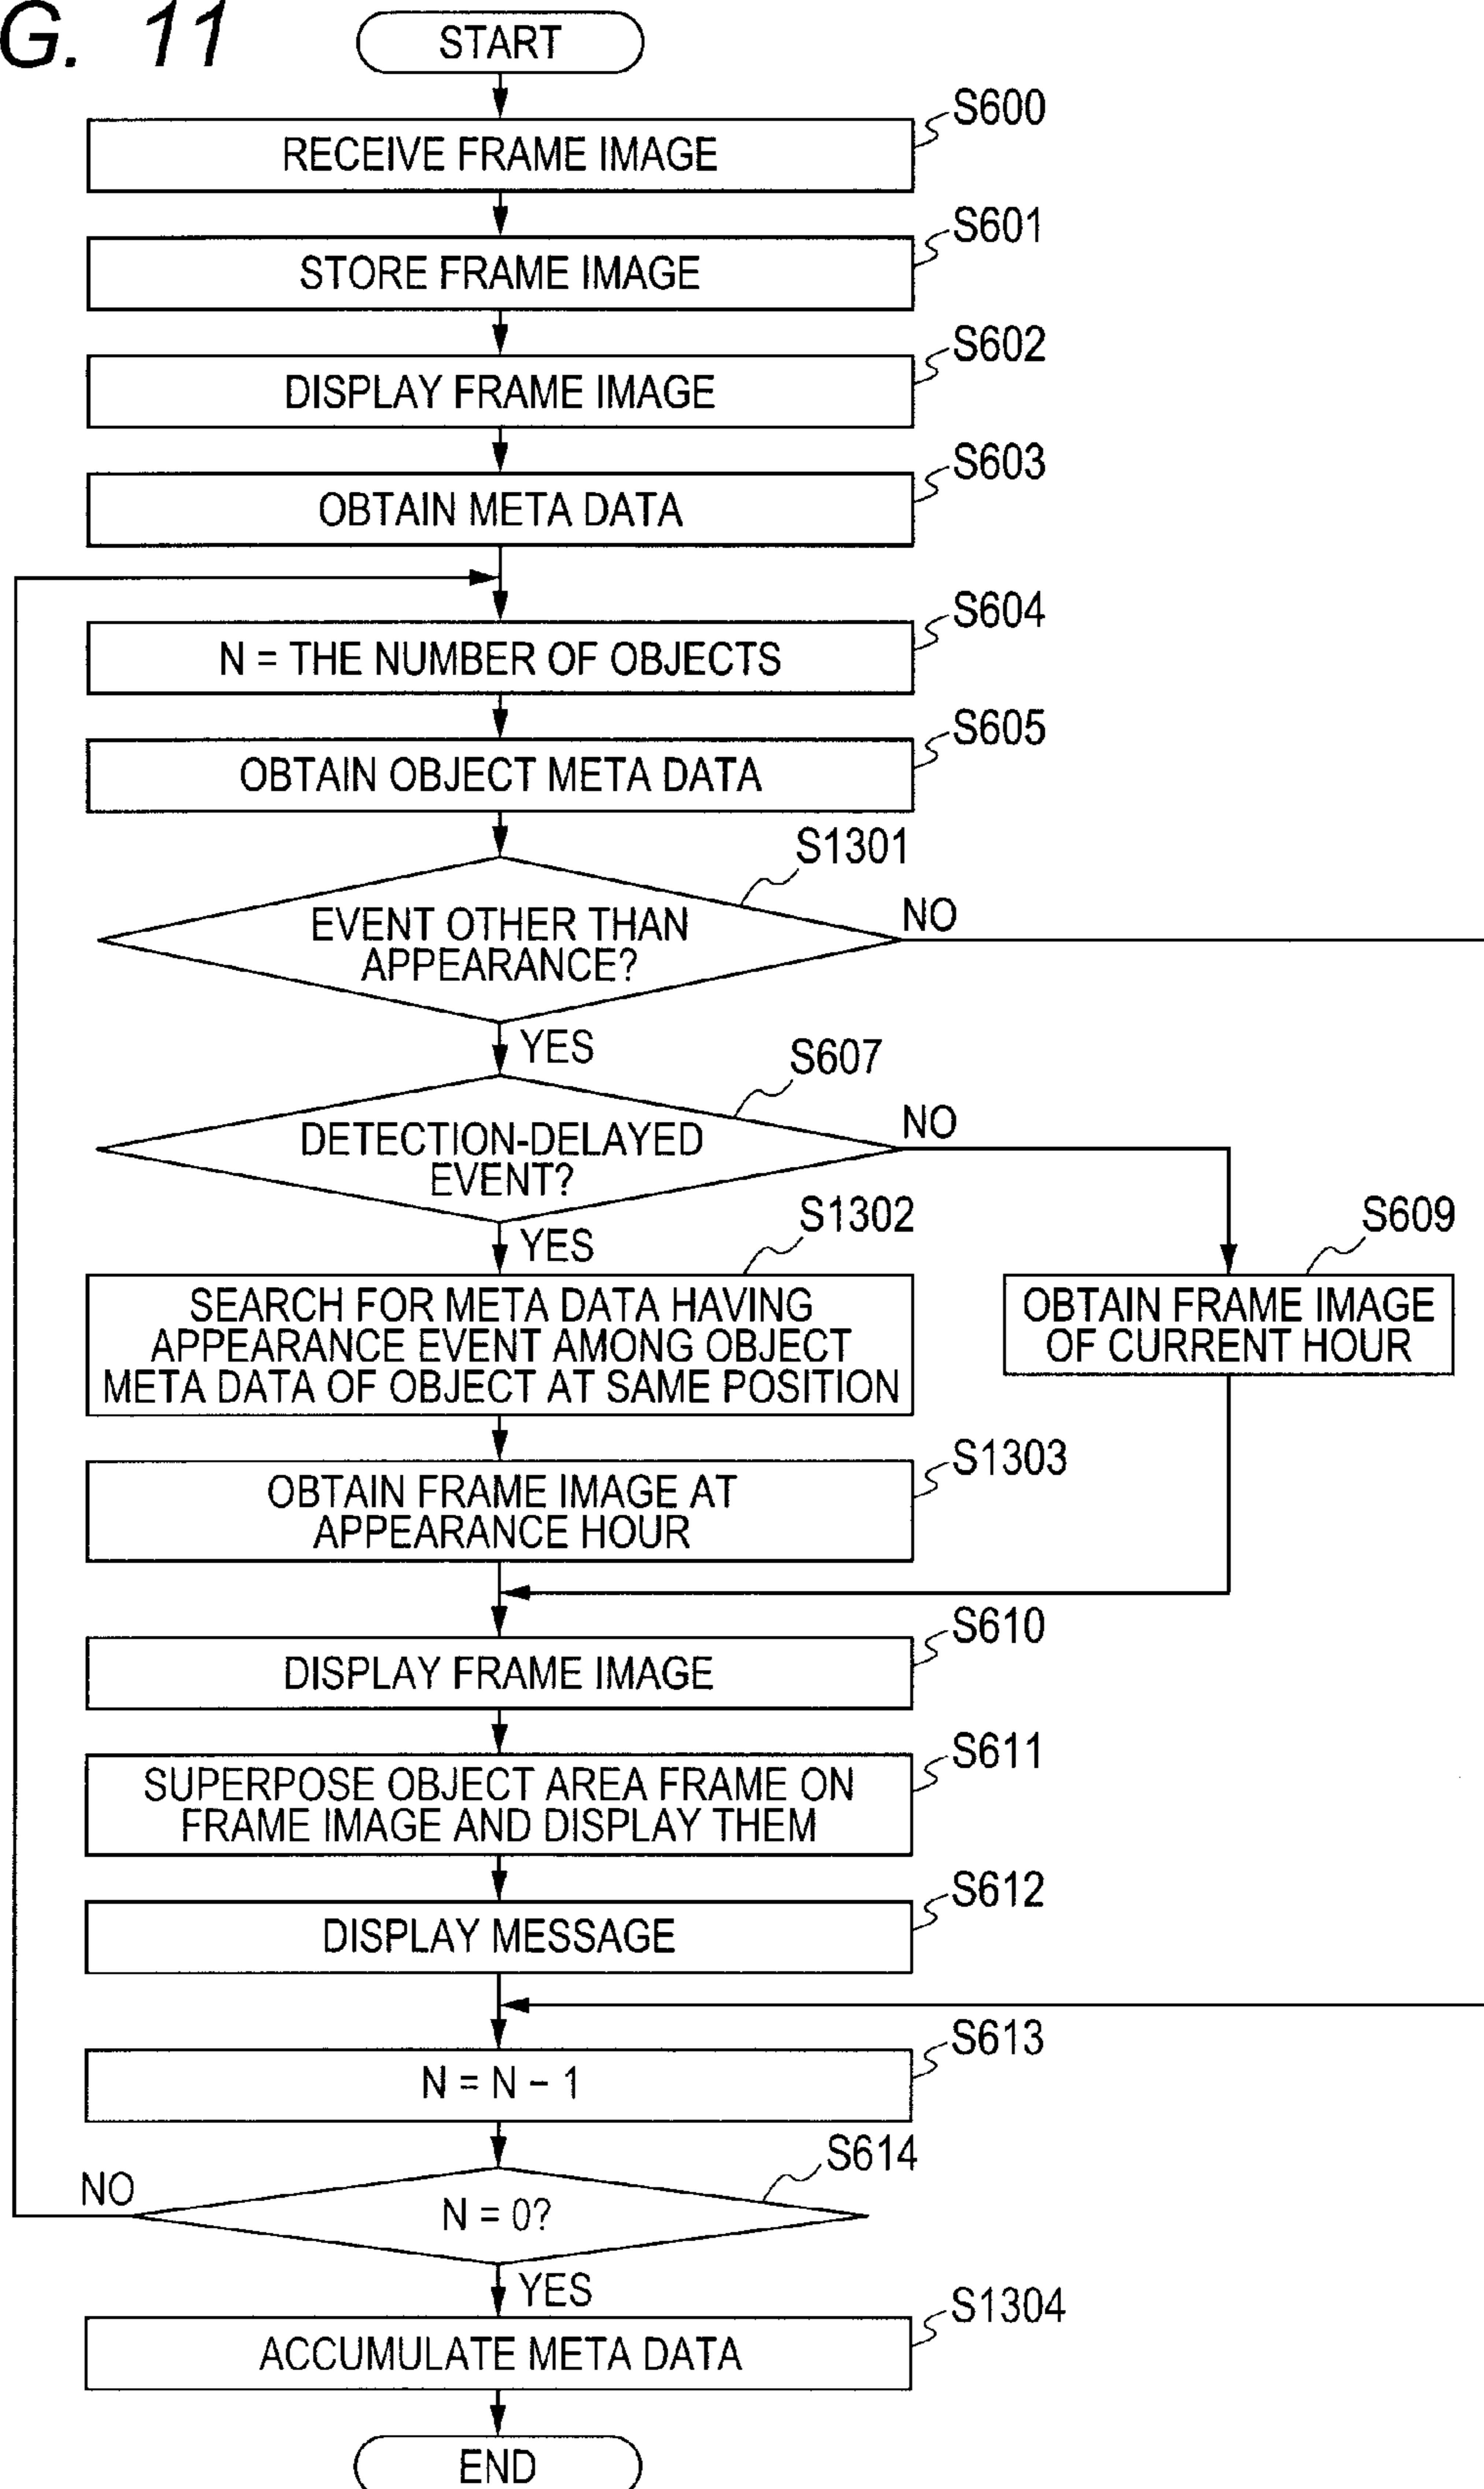 G. 11
START
S600
RECEIVE FRAME IMAGE
S601
STORE FRAME IMAGE
S602
DISPLAY FRAME IMAGE
S603
OBTAIN META DATA
S604
N = THE NUMBER OF OBJECTS
S605
OBTAIN OBJECT META DATA
S1301
EVENT OTHER THAN
APPEARANCE?
NO
YES
S607
DETECTION-DELAYED
EVENT?
NO
YES
S1302
SEARCH FOR META DATA HAVING
APPEARANCE EVENT AMONG OBJECT
META DATA OF OBJECT AT SAME POSITION
S609
OBTAIN FRAME IMAGE
OF CURRENT HOUR
S1303
OBTAIN FRAME IMAGE AT
APPEARANCE HOUR
S610
DISPLAY FRAME IMAGE
S611
SUPERPOSE OBJECT AREA FRAME ON
FRAME IMAGE AND DISPLAY THEM
S612
DISPLAY MESSAGE
S613
N = N – 1
S614
N = 0?
NO
YES
S1304
ACCUMULATE META DATA
END